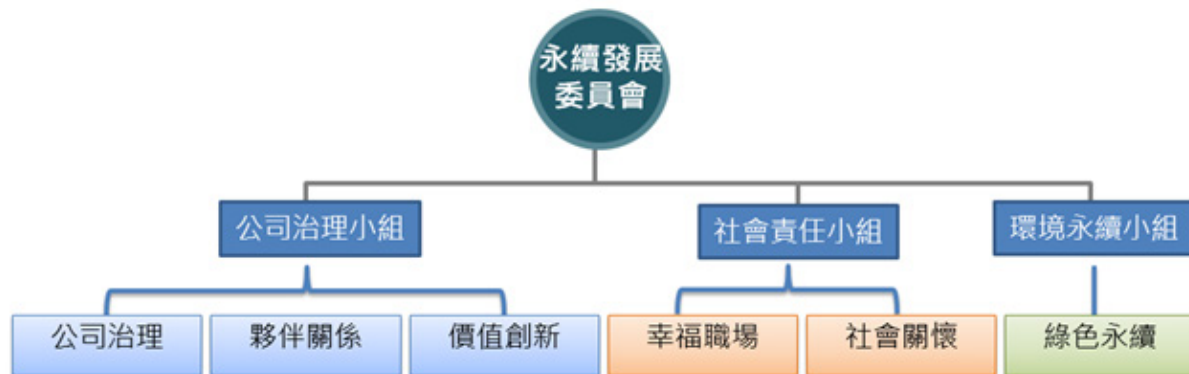 永續發展
委員會
公司治理小組
社會責任小組
環境永續小組
公司治理
夥伴關係
價值創新
幸福職場
社會關懷
綠色永續